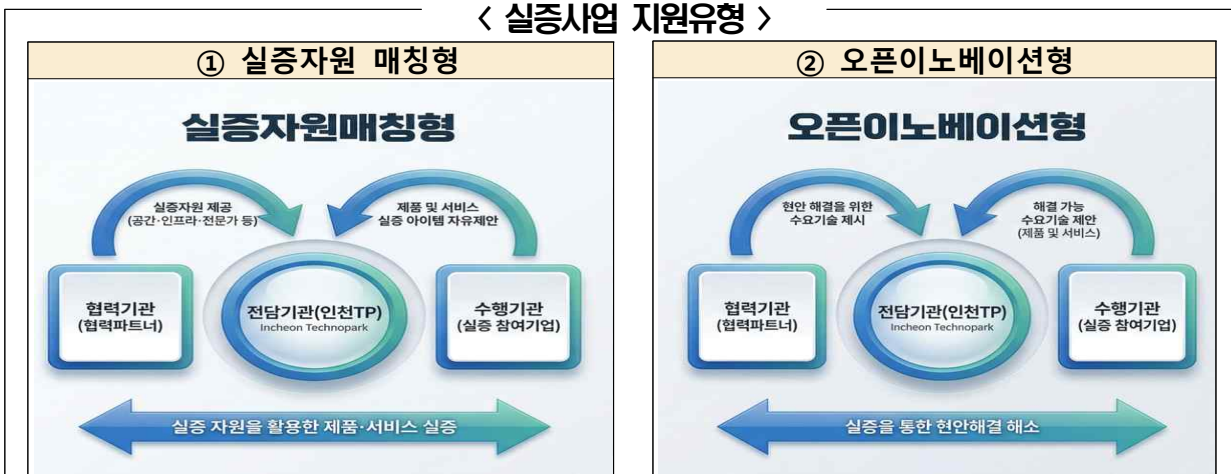 < 실증사업 지원유형 >
① 실증자원 매칭형
실증자원매칭형
실증자원 제공
(공간·인프라·전문가 등)
제품 및 서비스
실증 아이템 자유제안
협력기관
(협력파트너)
전담기관(인천TP)
Incheon Technopark
수행기관
(실증 참여기업)
실증 자원을 활용한 제품·서비스 실증
② 오픈이노베이션형
오픈이노베이션형
현안 해결을 위한
수요기술 제시
해결 가능
수요기술 제안
(제품 및 서비스)
협력기관
(협력파트너)
전담기관(인천TP)
Incheon Technopark
수행기관
(실증 참여기업)
실증을 통한 현안해결 해소